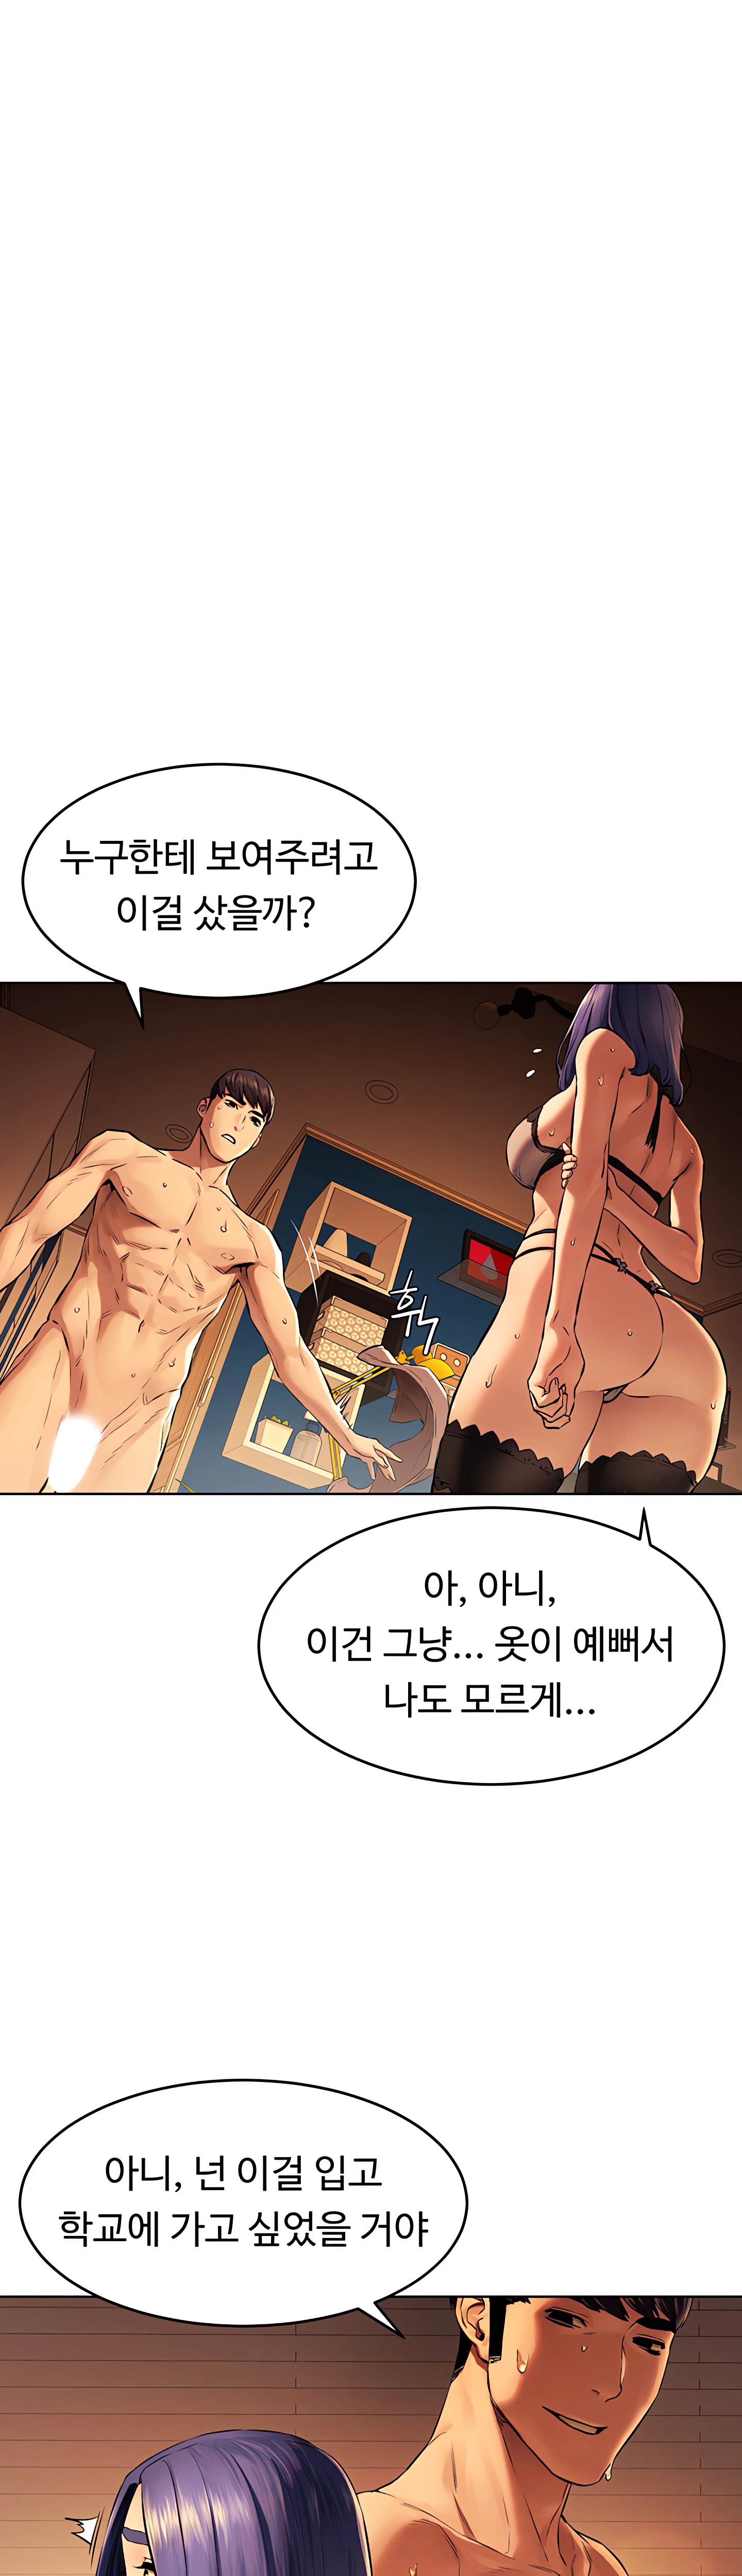 누구한테 보여주려고
이걸 샀을까?
휙
아, 아니,
이건 그냥... 옷이 예뻐서
나도 모르게...
아니, 넌 이걸 입고
학교에 가고 싶었을 거야